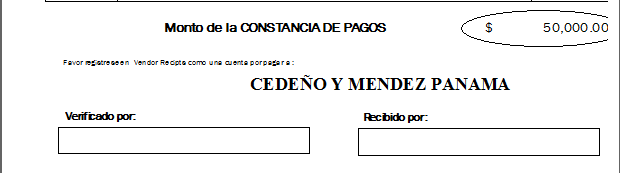 Monto de la CONSTANCIA DE PAGOS $ 50,000.00
Favor registrese en Vendor Recipts como una cuenta por pagar a :
CEDEÑO Y MENDEZ PANAMA
Verificado por: Recibido por: